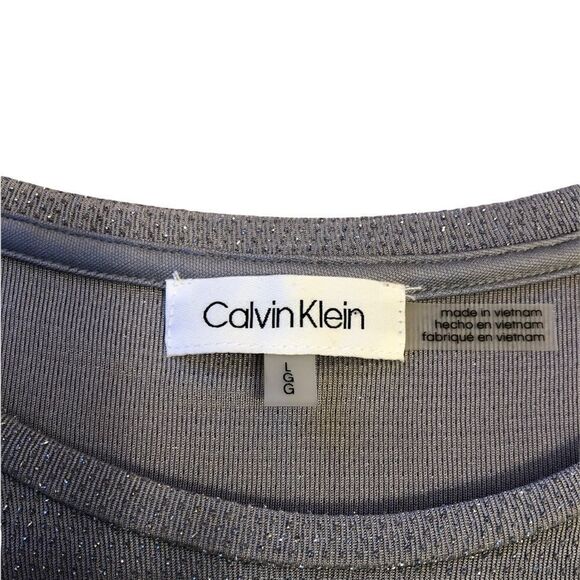 Calvin Klein
made in vietnam
hecho en vietnam
fabriqué en vietnam
L
G
G